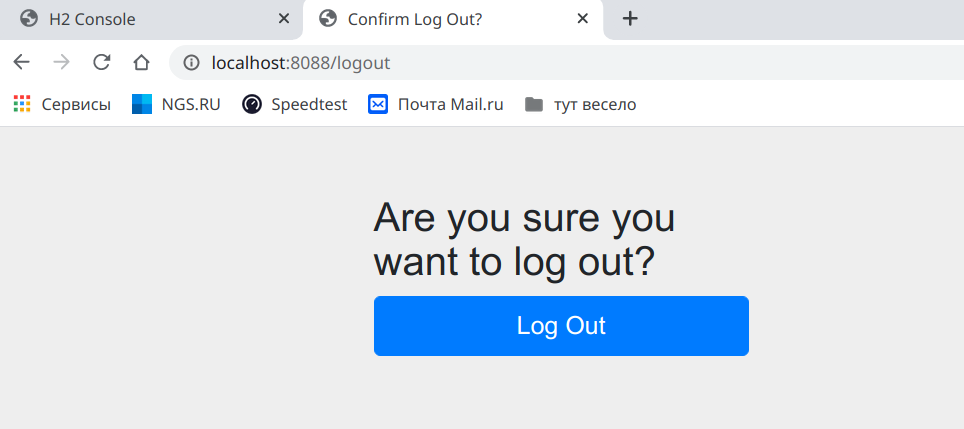 H2 Console
Confirm Log Out?
localhost:8088/logout
Сервисы NGS.RU Speedtest Почта Mail.ru тут весело
Are you sure you
want to log out?
Log Out